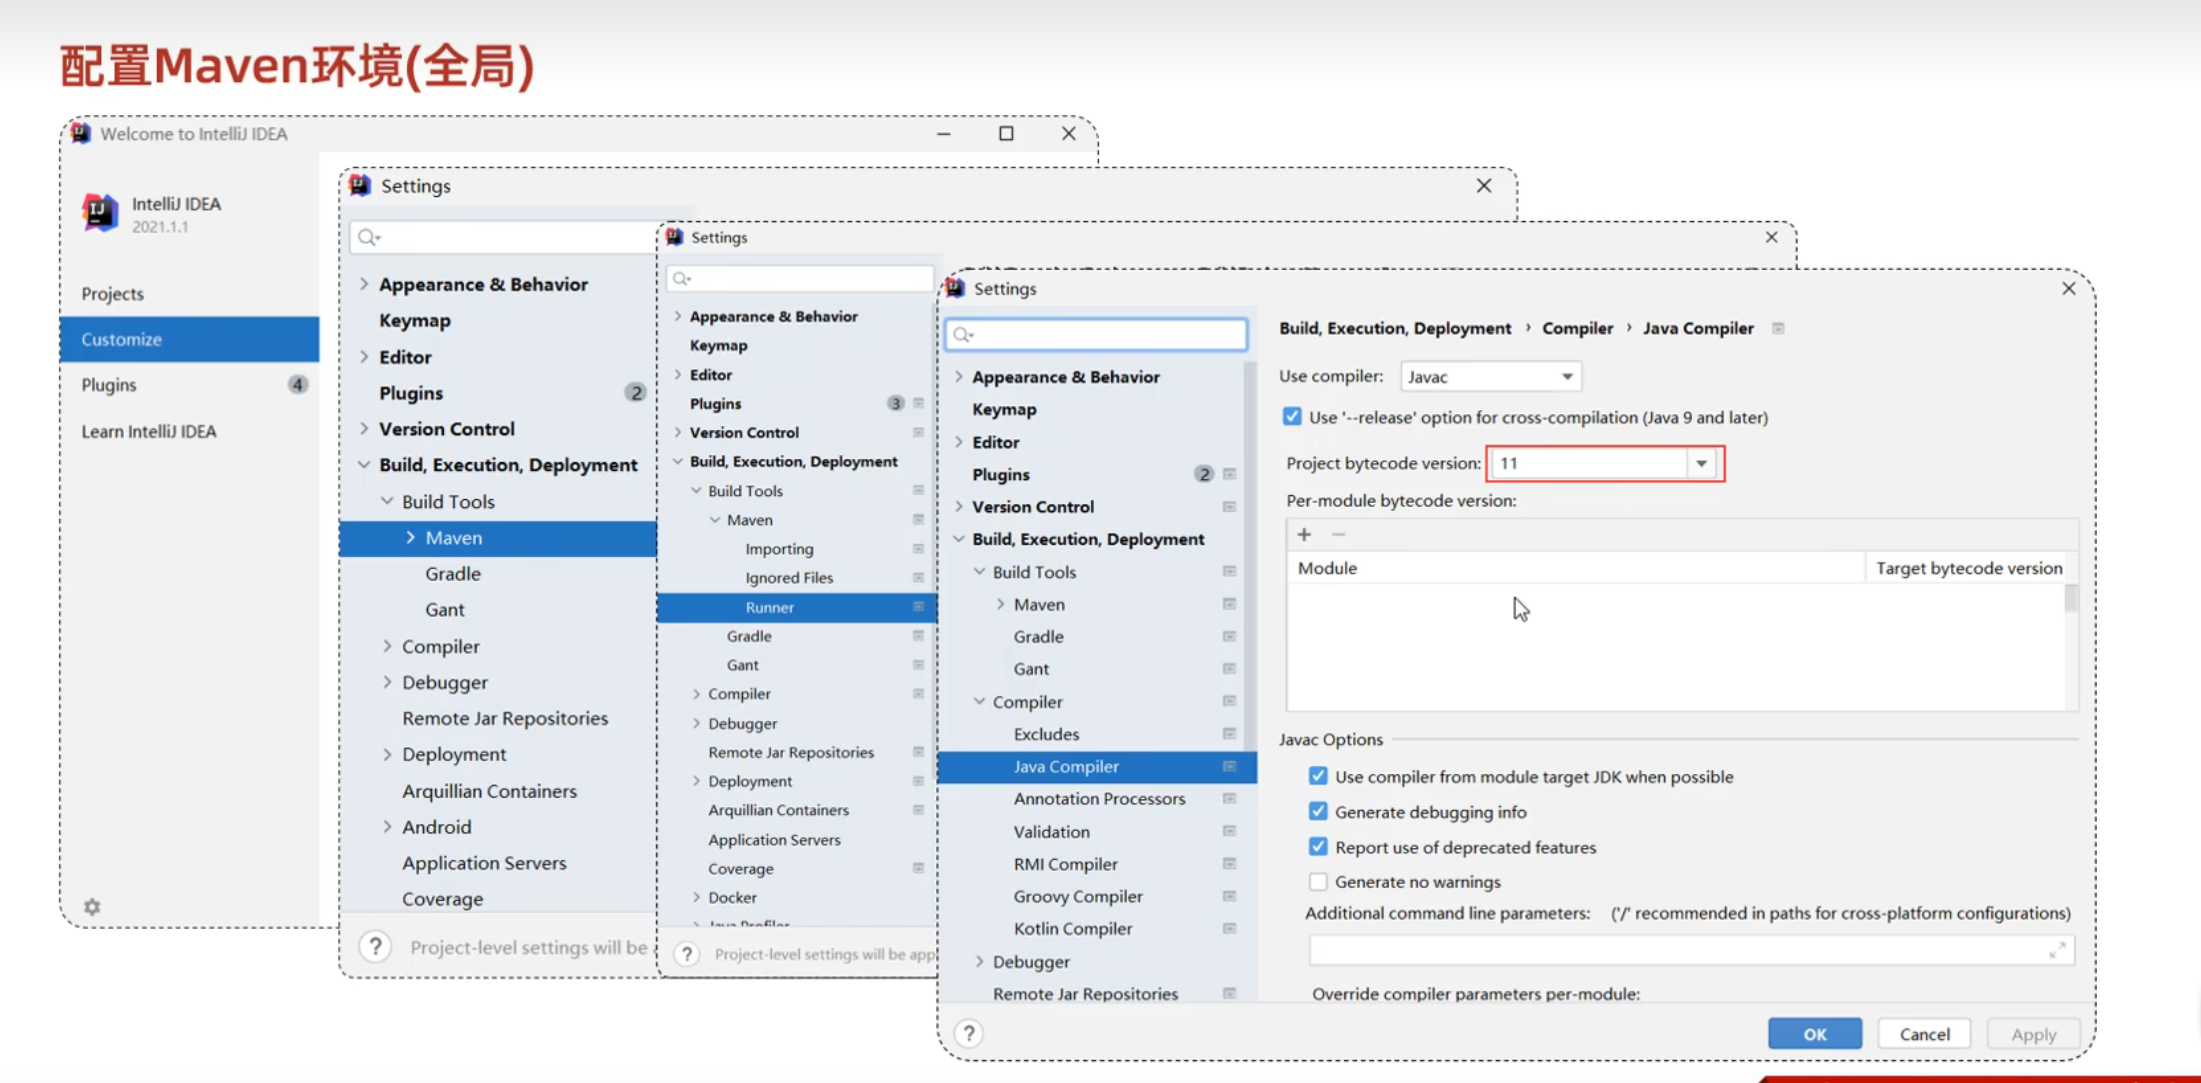 配置Maven环境(全局)
Welcome to IntelliJ IDEA
IntelliJ IDEA
2021.1.1
Projects
Customize
Plugins 4
Learn IntelliJ IDEA
Settings
Appearance & Behavior
Keymap
Editor
Plugins 2
Version Control
Build, Execution, Deployment
Build Tools
Maven
Gradle
Gant
Compiler
Debugger
Remote Jar Repositories
Deployment
Arquillian Containers
Android
Application Servers
Coverage
? Project-level settings will be
Settings
Appearance & Behavior
Keymap
Editor
Plugins 3
Version Control
Build, Execution, Deployment
Build Tools
Maven
Importing
Ignored Files
Runner
Gradle
Gant
Compiler
Debugger
Remote Jar Repositories
Deployment
Arquillian Containers
Application Servers
Coverage
Docker
? Project-level settings will be app
Settings
Appearance & Behavior
Keymap
Editor
Plugins 2
Version Control
Build, Execution, Deployment
Build Tools
Maven
Gradle
Gant
Compiler
Excludes
Java Compiler
Annotation Processors
Validation
RMI Compiler
Groovy Compiler
Kotlin Compiler
Debugger
Remote Jar Repositories
Build, Execution, Deployment › Compiler › Java Compiler
Use compiler: Javac
Use '--release' option for cross-compilation (Java 9 and later)
Project bytecode version: 11
Per-module bytecode version:
Module Target bytecode version
Javac Options
Use compiler from module target JDK when possible
Generate debugging info
Report use of deprecated features
Generate no warnings
Additional command line parameters: ('/' recommended in paths for cross-platform configurations)
Override compiler parameters per-module:
? OK Cancel Apply